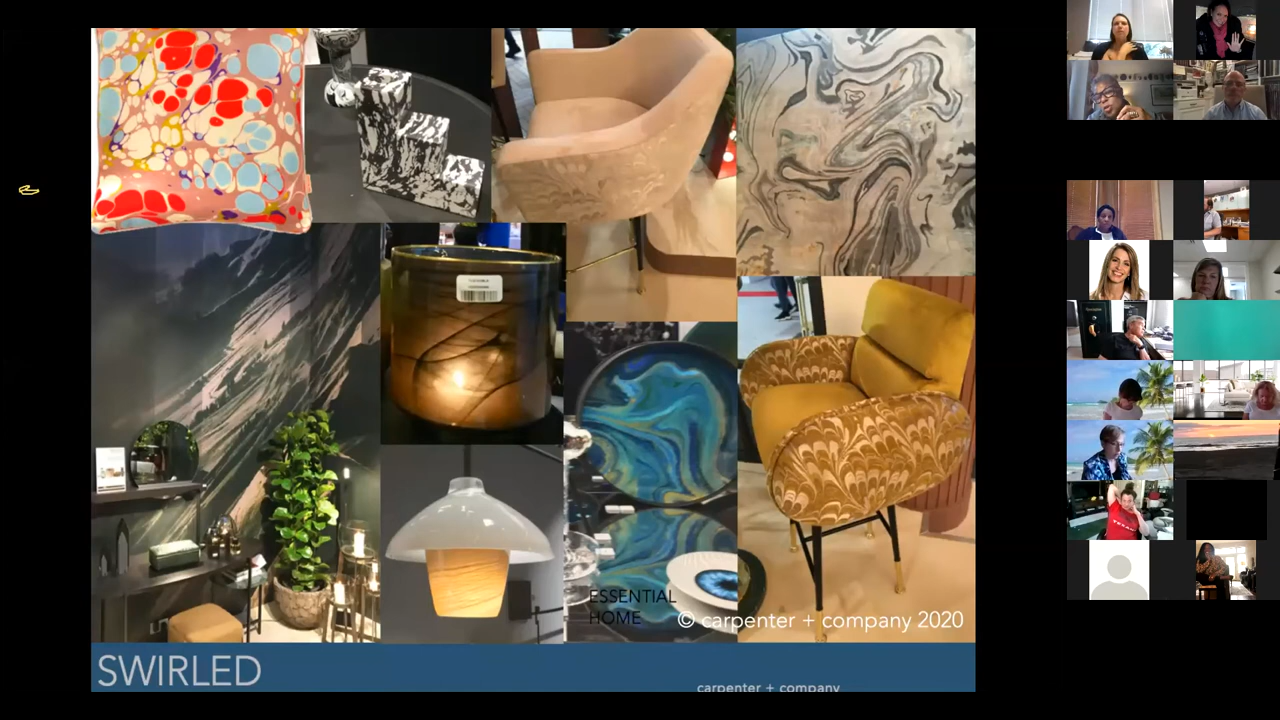 ESSENTIAL
HOME
© carpenter + company 2020
SWIRLED
carpenter + company